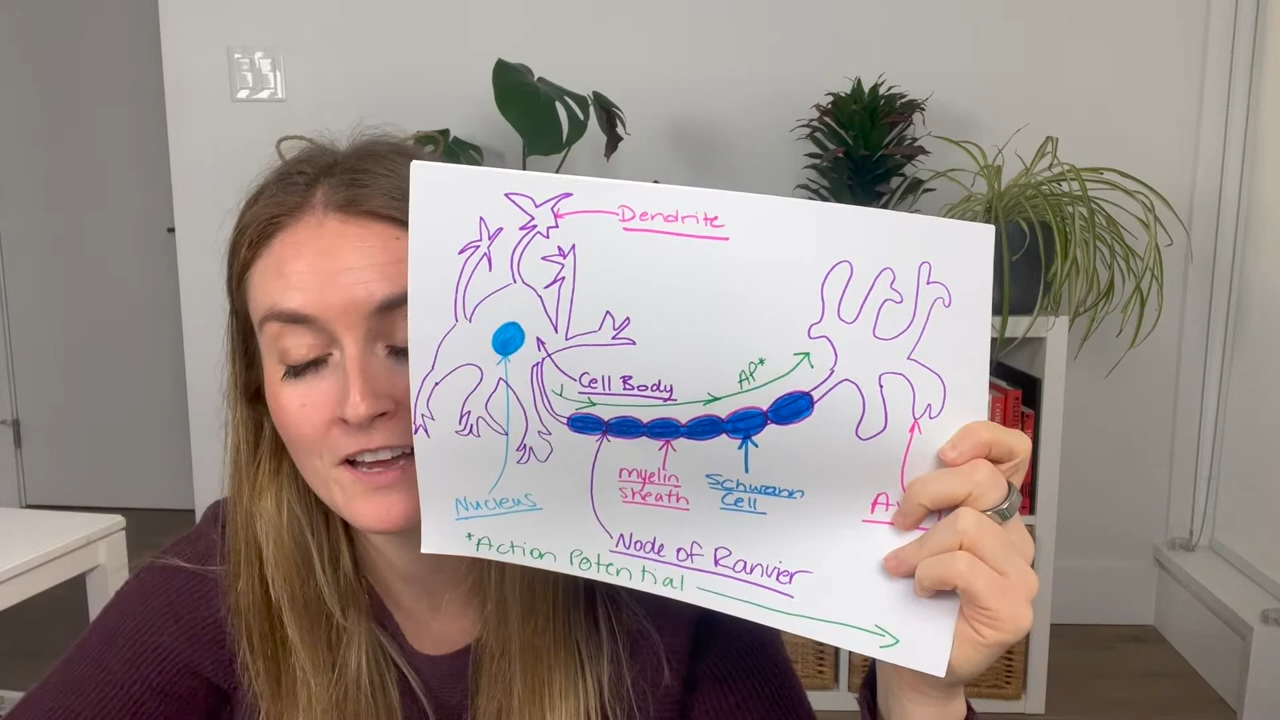 Dendrite
AP*
Cell Body
myelin
sheath
Schwann
Cell
Nucleus
Node of Ranvier
*Action Potential